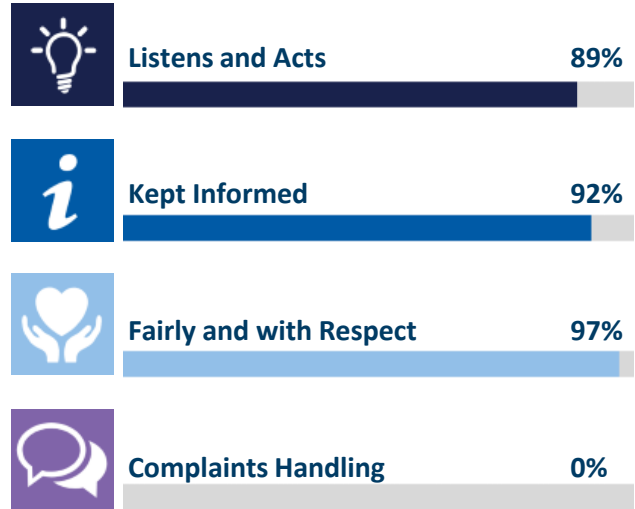 Listens and Acts 89%
Kept Informed 92%
Fairly and with Respect 97%
Complaints Handling 0%